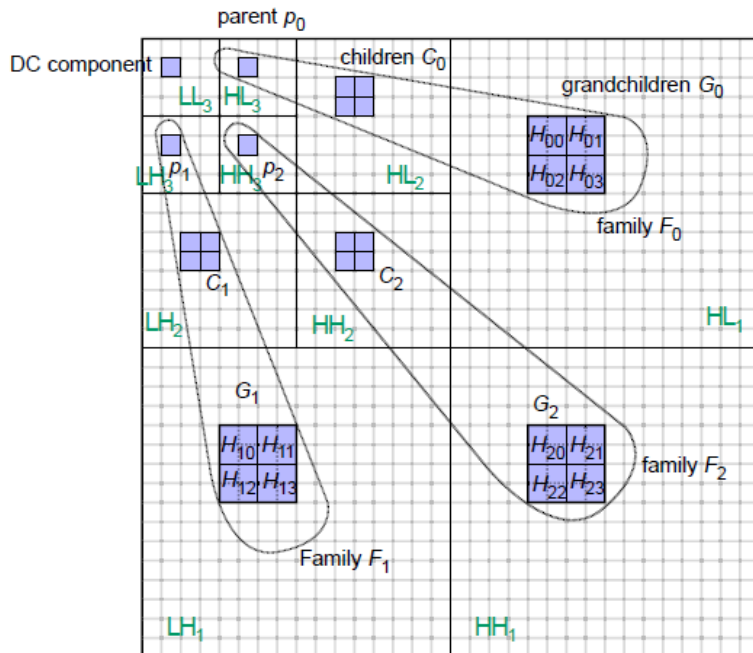 parent p₀
DC component
children C₀
grandchildren G₀
LL₃ HL₃
H₀₀ H₀₁
H₀₂ H₀₃
LH₃ p₁ HH₃ p₂
HL₂
family F₀
C₁ C₂
LH₂ HH₂ HL₁
G₁ G₂
H₁₀ H₁₁ H₂₀ H₂₁
H₁₂ H₁₃ H₂₂ H₂₃
family F₂
Family F₁
LH₁ HH₁